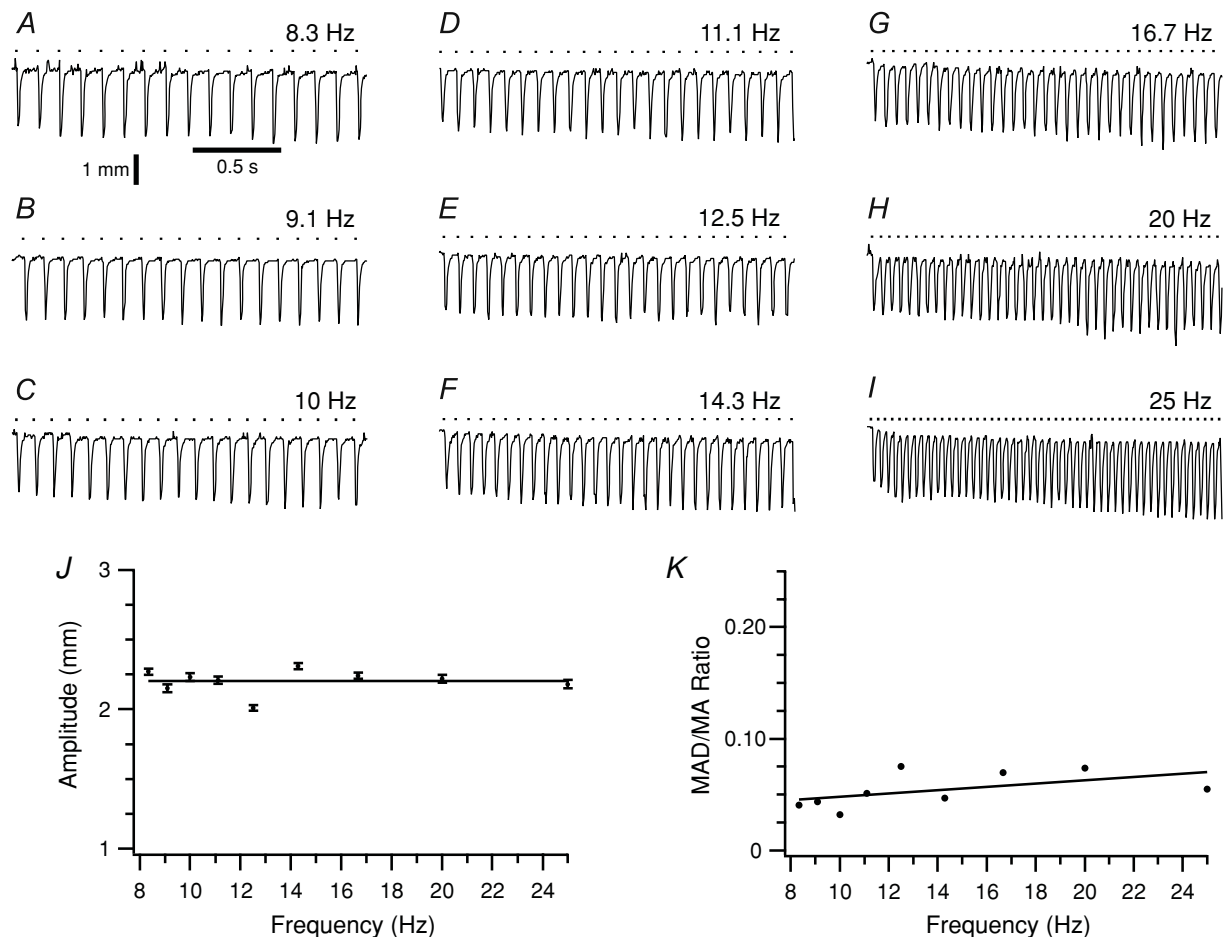 A
8.3 Hz
1 mm
0.5 s
B
9.1 Hz
C
10 Hz
D
11.1 Hz
E
12.5 Hz
F
14.3 Hz
G
16.7 Hz
H
20 Hz
I
25 Hz
J
3
2
1
Amplitude (mm)
8 10 12 14 16 18 20 22 24
Frequency (Hz)
K
0.20
0.10
0
MAD/MA Ratio
8 10 12 14 16 18 20 22 24
Frequency (Hz)